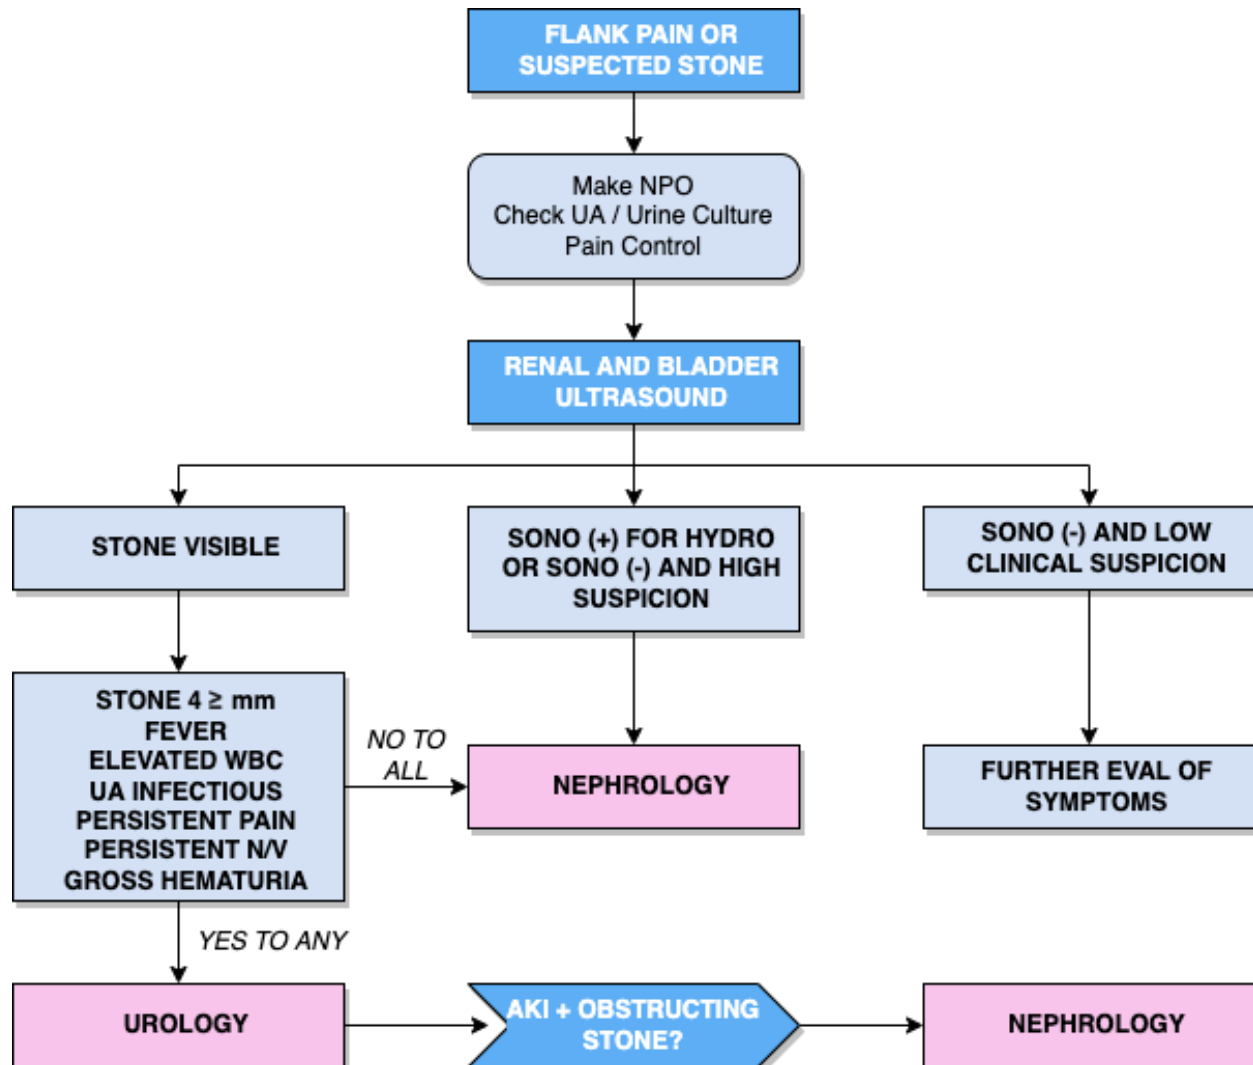 FLANK PAIN OR
SUSPECTED STONE
Make NPO
Check UA / Urine Culture
Pain Control
RENAL AND BLADDER
ULTRASOUND
STONE VISIBLE
SONO (+) FOR HYDRO
OR SONO (-) AND HIGH
SUSPICION
SONO (-) AND LOW
CLINICAL SUSPICION
STONE 4 ≥ mm
FEVER
ELEVATED WBC
UA INFECTIOUS
PERSISTENT PAIN
PERSISTENT N/V
GROSS HEMATURIA
NO TO
ALL
NEPHROLOGY
FURTHER EVAL OF
SYMPTOMS
YES TO ANY
UROLOGY
AKI + OBSTRUCTING
STONE?
NEPHROLOGY